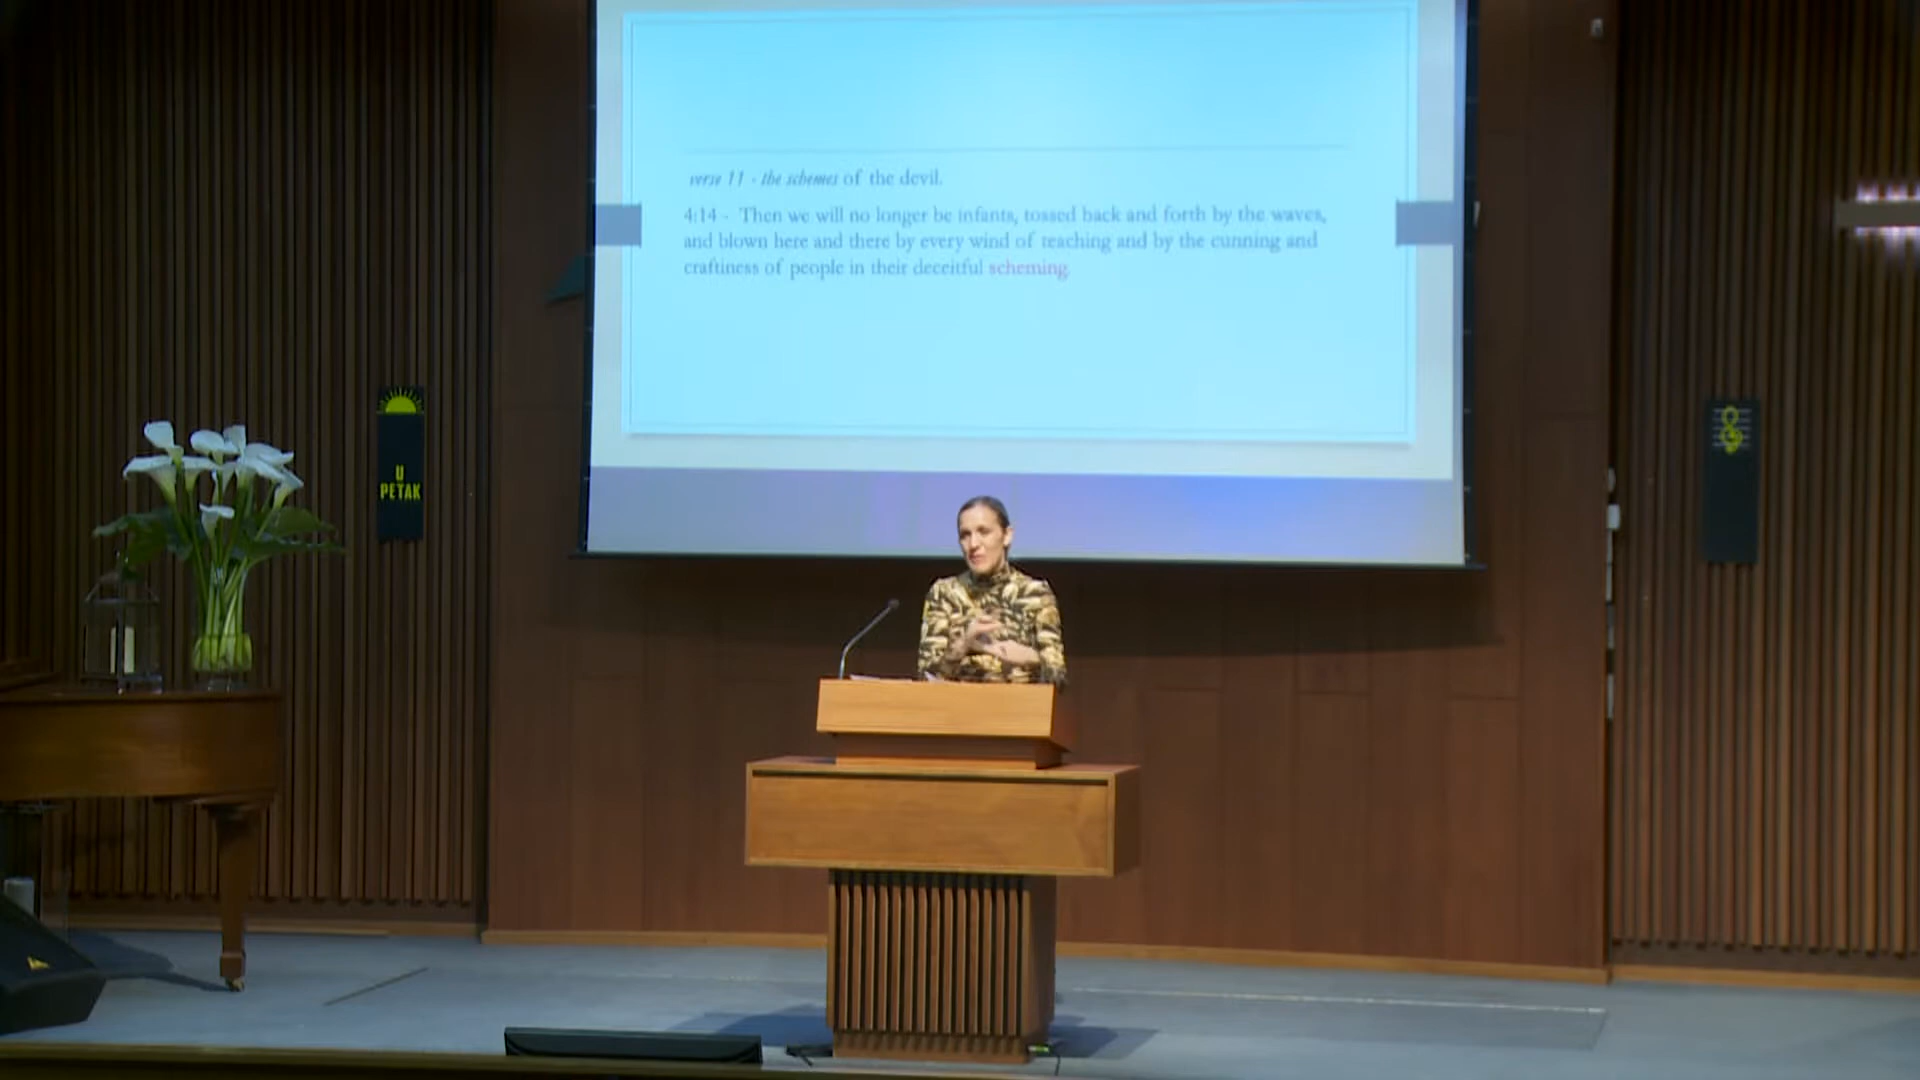 verse 11 - the schemes of the devil.
4:14 - Then we will no longer be infants, tossed back and forth by the waves,
and blown here and there by every wind of teaching and by the cunning and
craftiness of people in their deceitful scheming.
U
PETAK